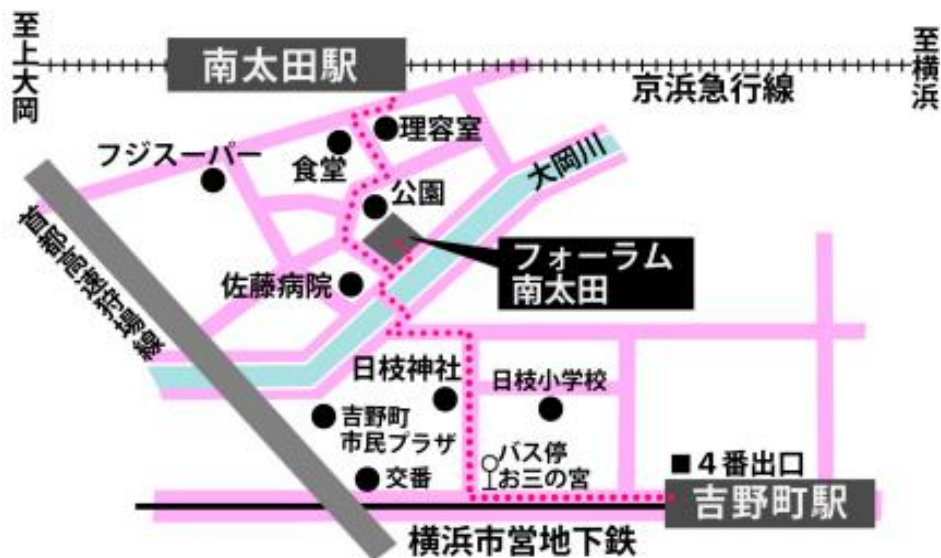 至上大岡
南太田駅
至横浜
京浜急行線
理容室
フジスーパー
食堂
大岡川
公園
首都高速狩場線
フォーラム
南太田
佐藤病院
日枝神社
日枝小学校
吉野町
市民プラザ
バス停
お三の宮
■4番出口
交番
吉野町駅
横浜市営地下鉄